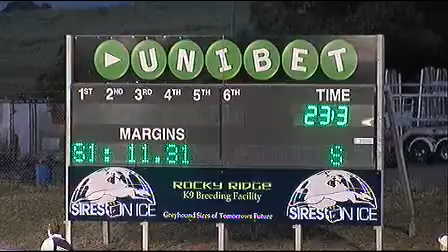 UNIBET
1ST 2ND 3RD 4TH 5TH 6TH TIME
23:3
MARGINS
S1: 11.81 S
ROCKY RIDGE
K9 Breeding Facility
SIRES ON ICE SIRES ON ICE
Greyhound Sires of Tomorrows Future